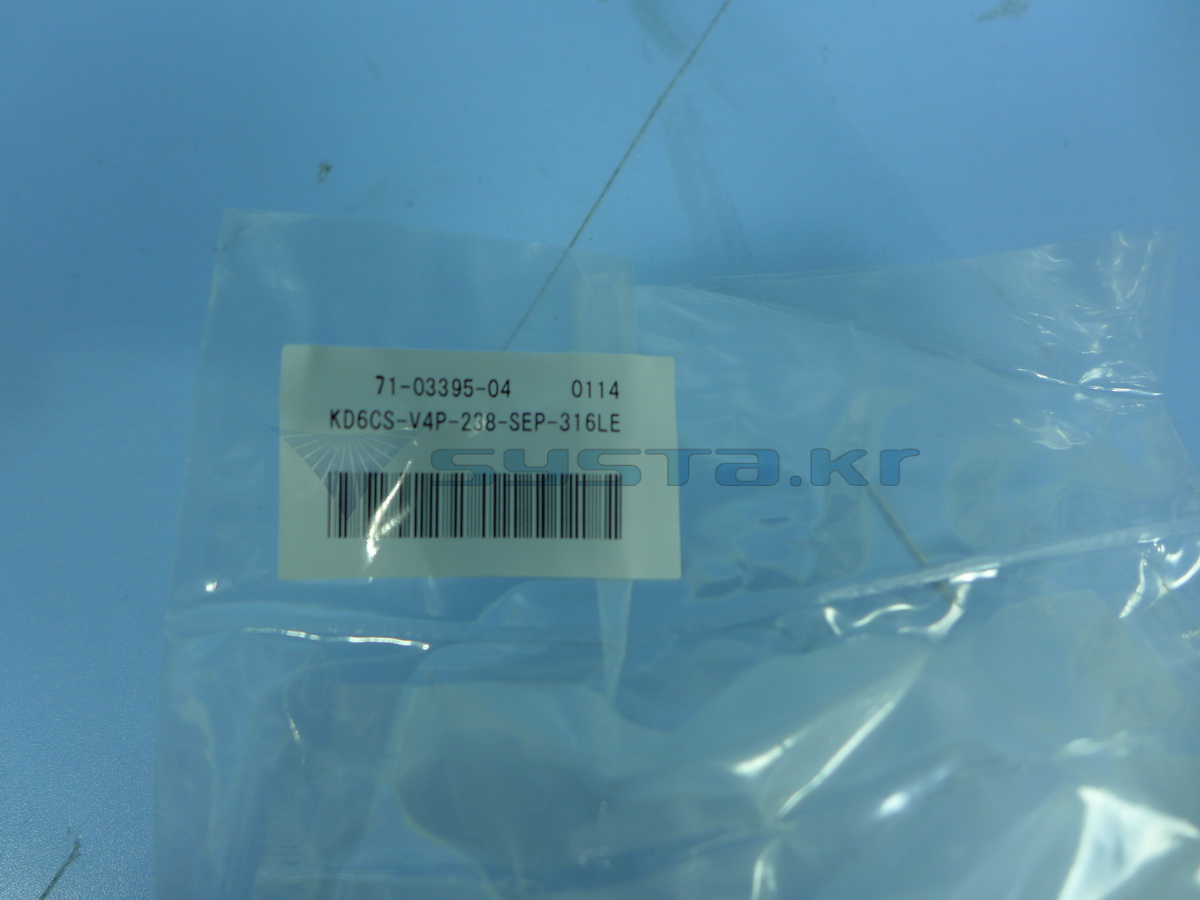 71-03395-04 0114
KD6CS-V4P-238-SEP-316LE
systa.kr